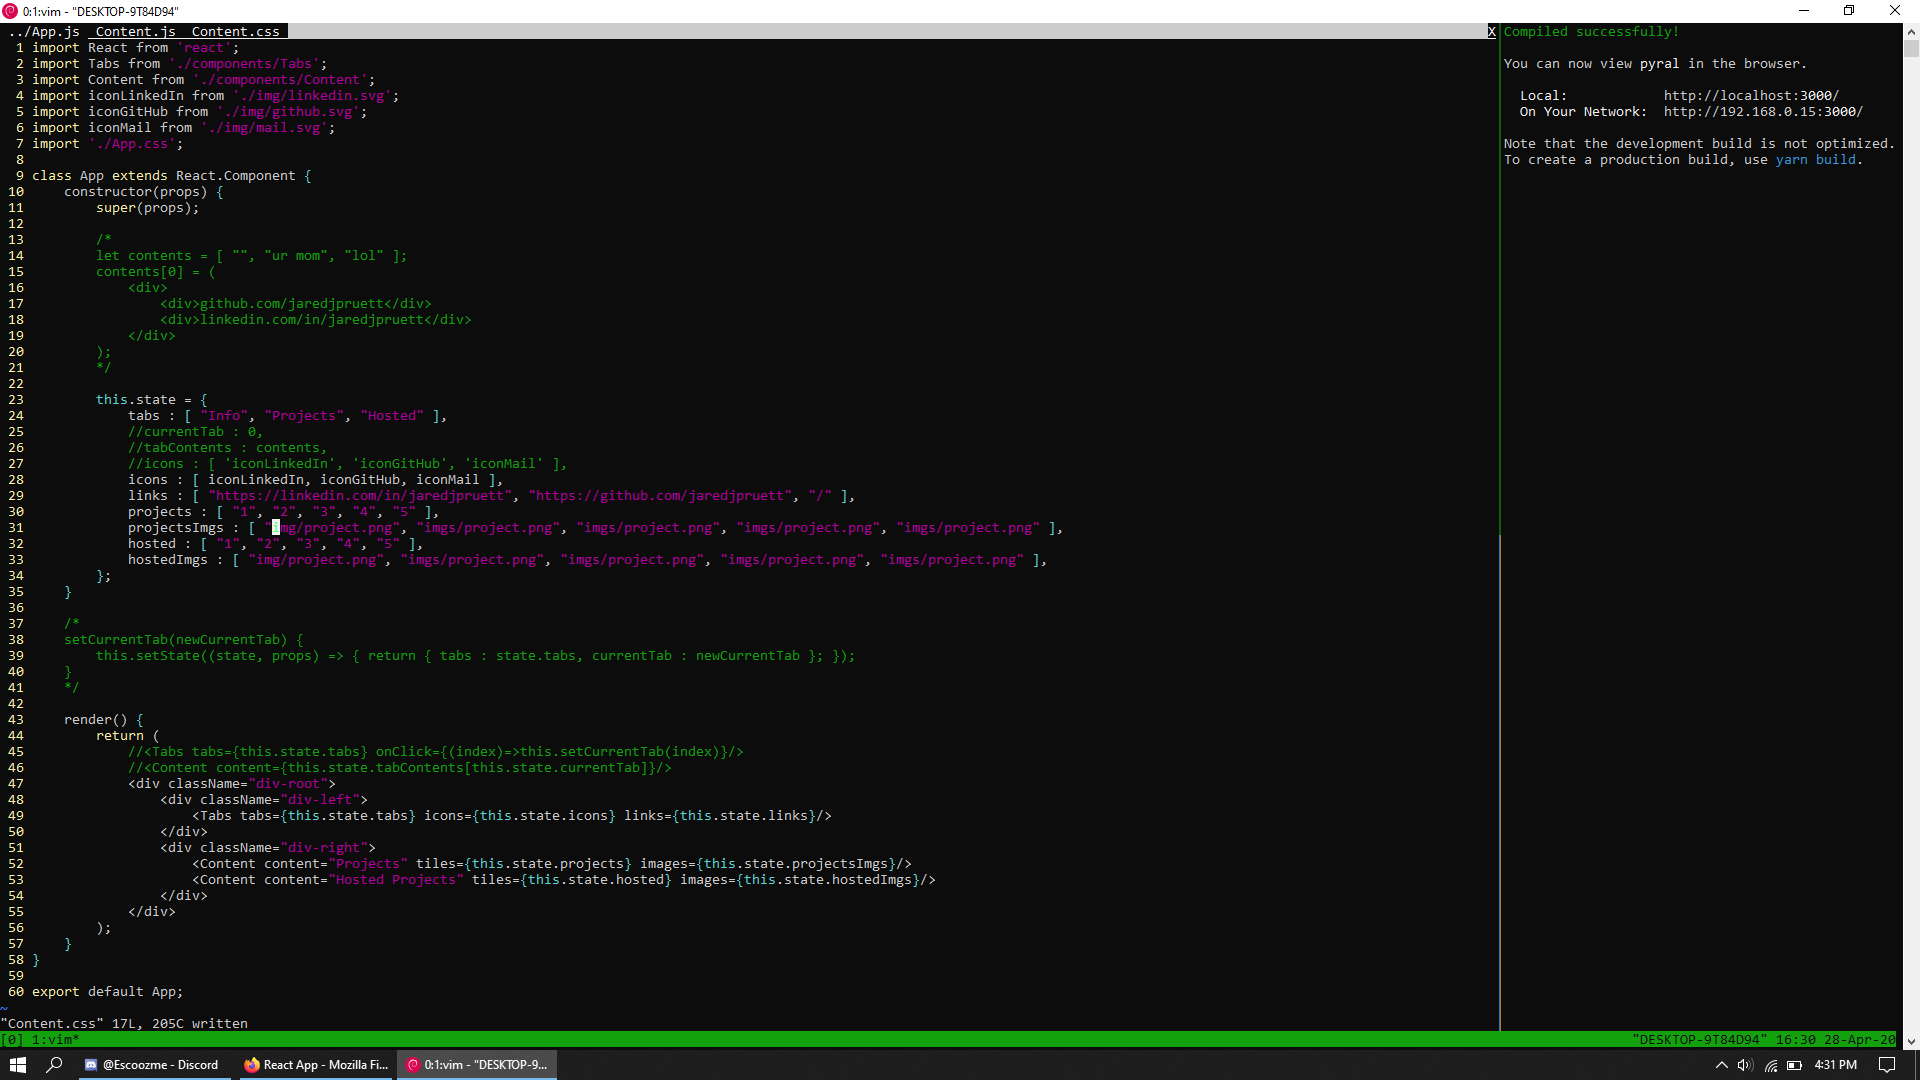 0:1:vim - "DESKTOP-9T84D94"
../App.js  Content.js  Content.css X
1 import React from 'react';
2 import Tabs from './components/Tabs';
3 import Content from './components/Content';
4 import iconLinkedIn from './img/linkedin.svg';
5 import iconGitHub from './img/github.svg';
6 import iconMail from './img/mail.svg';
7 import './App.css';
8
9 class App extends React.Component {
10     constructor(props) {
11         super(props);
12
13         /*
14         let contents = [ "", "ur mom", "lol" ];
15         contents[0] = (
16             <div>
17                 <div>github.com/jaredjpruett</div>
18                 <div>linkedin.com/in/jaredjpruett</div>
19             </div>
20         );
21         */
22
23         this.state = {
24             tabs : [ "Info", "Projects", "Hosted" ],
25             //currentTab : 0,
26             //tabContents : contents,
27             //icons : [ 'iconLinkedIn', 'iconGitHub', 'iconMail' ],
28             icons : [ iconLinkedIn, iconGitHub, iconMail ],
29             links : [ "https://linkedin.com/in/jaredjpruett", "https://github.com/jaredjpruett", "/" ],
30             projects : [ "1", "2", "3", "4", "5" ],
31             projectsImgs : [ "img/project.png", "imgs/project.png", "imgs/project.png", "imgs/project.png", "imgs/project.png" ],
32             hosted : [ "1", "2", "3", "4", "5" ],
33             hostedImgs : [ "img/project.png", "imgs/project.png", "imgs/project.png", "imgs/project.png", "imgs/project.png" ],
34         };
35     }
36
37     /*
38     setCurrentTab(newCurrentTab) {
39         this.setState((state, props) => { return { tabs : state.tabs, currentTab : newCurrentTab }; });
40     }
41     */
42
43     render() {
44         return (
45             //<Tabs tabs={this.state.tabs} onClick={(index)=>this.setCurrentTab(index)}/>
46             //<Content content={this.state.tabContents[this.state.currentTab]}/>
47             <div className="div-root">
48                 <div className="div-left">
49                     <Tabs tabs={this.state.tabs} icons={this.state.icons} links={this.state.links}/>
50                 </div>
51                 <div className="div-right">
52                     <Content content="Projects" tiles={this.state.projects} images={this.state.projectsImgs}/>
53                     <Content content="Hosted Projects" tiles={this.state.hosted} images={this.state.hostedImgs}/>
54                 </div>
55             </div>
56         );
57     }
58 }
59
60 export default App;
~
"Content.css" 17L, 205C written
Compiled successfully!
You can now view pyral in the browser.
Local:            http://localhost:3000/
On Your Network:  http://192.168.0.15:3000/
Note that the development build is not optimized.
To create a production build, use yarn build.
[0] 1:vim* "DESKTOP-9T84D94" 16:30 28-Apr-20
@Escoozme - Discord
React App - Mozilla Fi...
0:1:vim - "DESKTOP-9...
4:31 PM